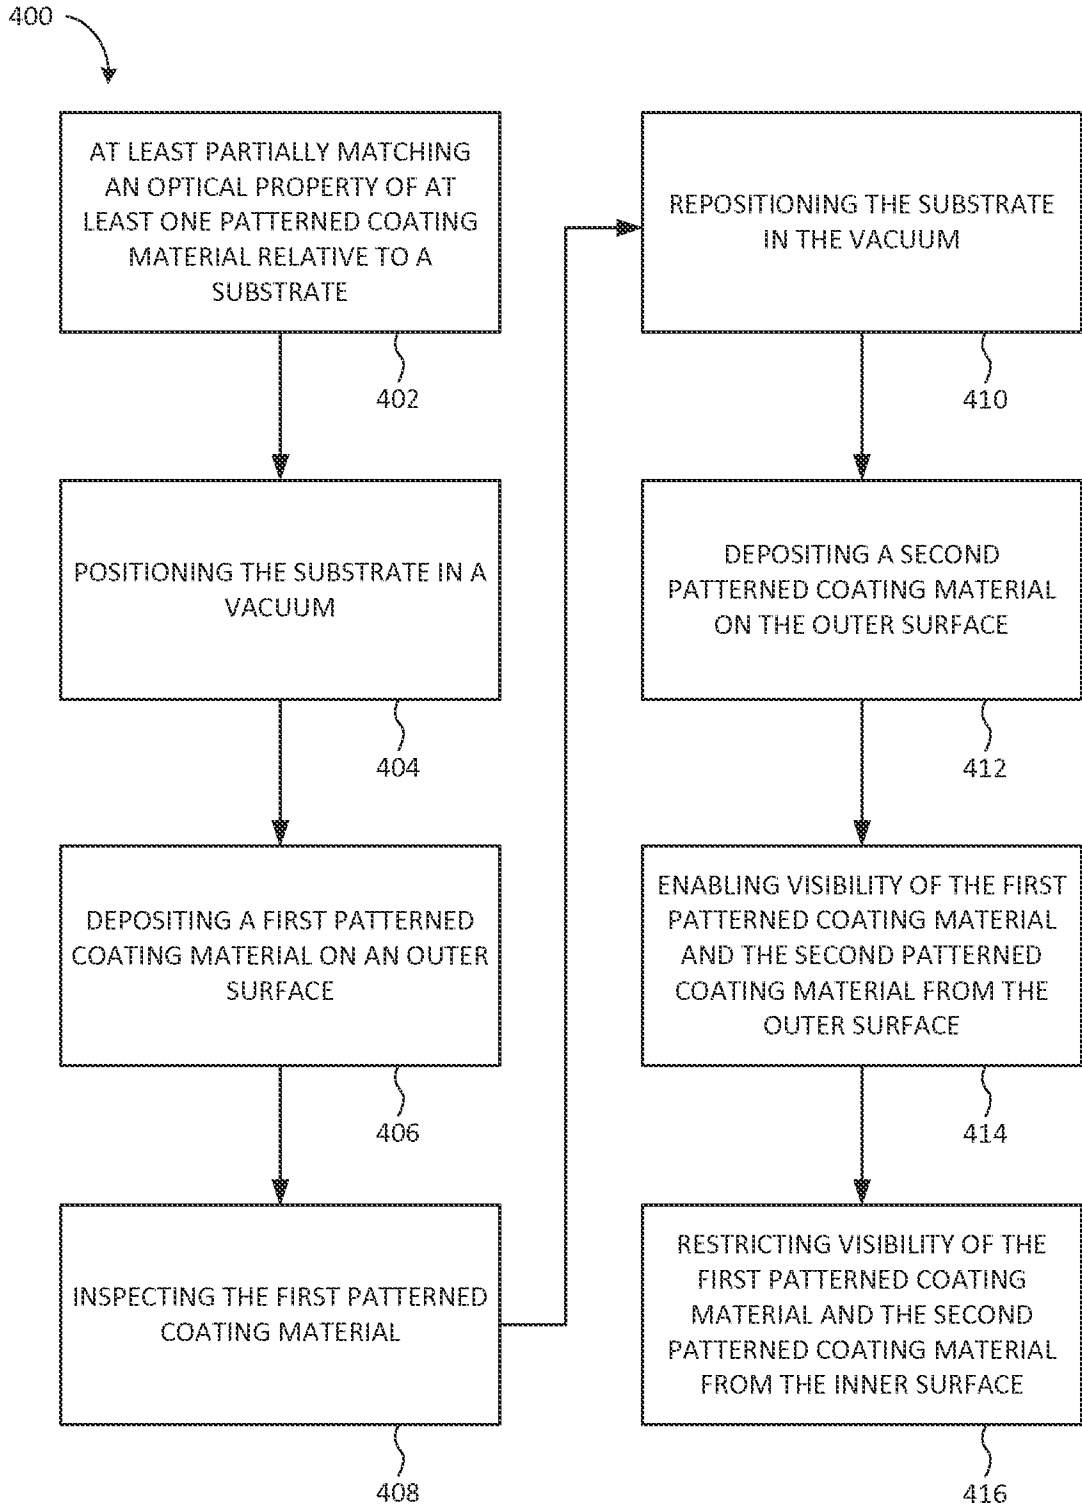 400
AT LEAST PARTIALLY MATCHING
AN OPTICAL PROPERTY OF AT
LEAST ONE PATTERNED COATING
MATERIAL RELATIVE TO A
SUBSTRATE
402
POSITIONING THE SUBSTRATE IN A
VACUUM
404
DEPOSITING A FIRST PATTERNED
COATING MATERIAL ON AN OUTER
SURFACE
406
INSPECTING THE FIRST PATTERNED
COATING MATERIAL
408
REPOSITIONING THE SUBSTRATE
IN THE VACUUM
410
DEPOSITING A SECOND
PATTERNED COATING MATERIAL
ON THE OUTER SURFACE
412
ENABLING VISIBILITY OF THE FIRST
PATTERNED COATING MATERIAL
AND THE SECOND PATTERNED
COATING MATERIAL FROM THE
OUTER SURFACE
414
RESTRICTING VISIBILITY OF THE
FIRST PATTERNED COATING
MATERIAL AND THE SECOND
PATTERNED COATING MATERIAL
FROM THE INNER SURFACE
416